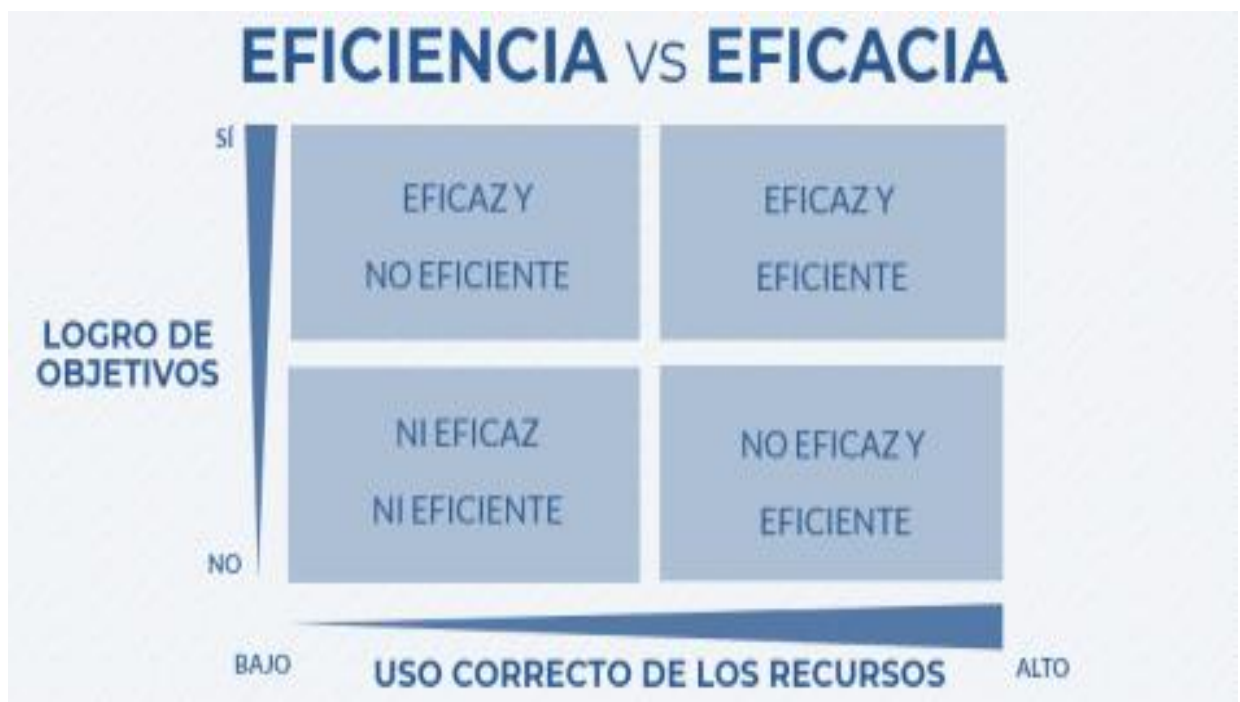 EFICIENCIA VS EFICACIA
SÍ
EFICAZ Y
NO EFICIENTE
EFICAZ Y
EFICIENTE
LOGRO DE
OBJETIVOS
NI EFICAZ
NI EFICIENTE
NO EFICAZ Y
EFICIENTE
NO
BAJO
USO CORRECTO DE LOS RECURSOS
ALTO